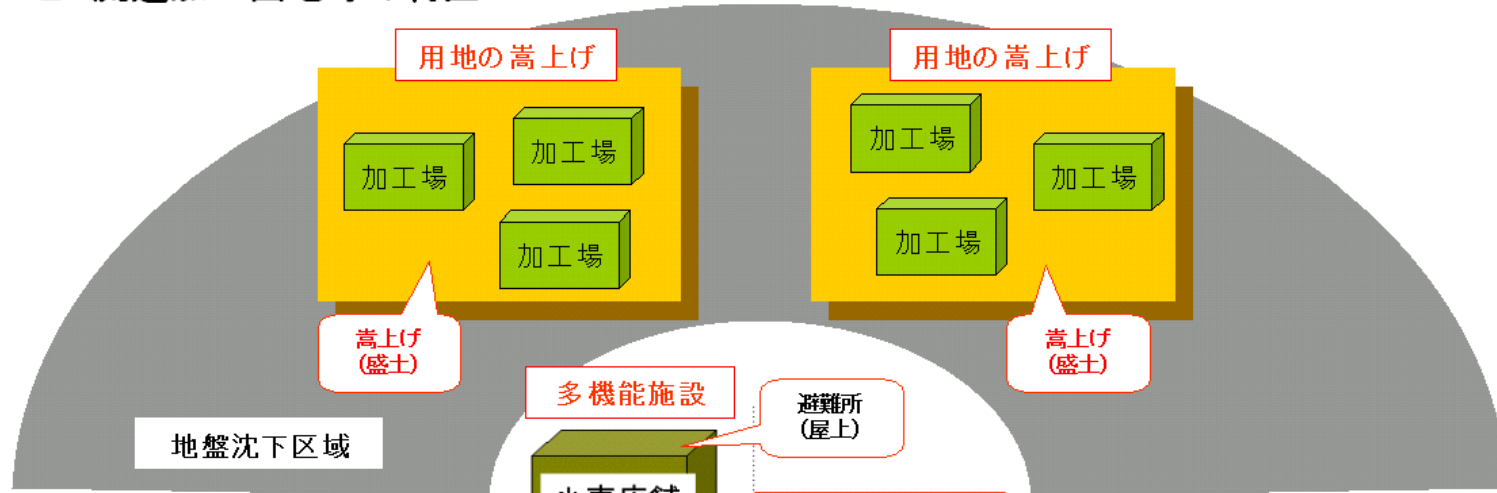 用地の嵩上げ
用地の嵩上げ
加工場
加工場
加工場
加工場
加工場
加工場
嵩上げ
(盛土)
嵩上げ
(盛土)
多機能施設
避難所
(屋上)
地盤沈下区域